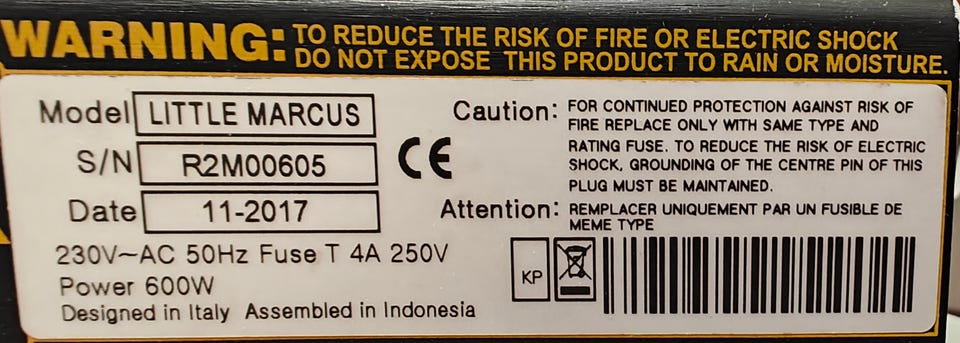 WARNING: TO REDUCE THE RISK OF FIRE OR ELECTRIC SHOCK
DO NOT EXPOSE THIS PRODUCT TO RAIN OR MOISTURE.
Model LITTLE MARCUS
S/N R2M00605
Date 11-2017
CE
230V~AC 50Hz Fuse T 4A 250V
Power 600W
Designed in Italy Assembled in Indonesia
Caution: FOR CONTINUED PROTECTION AGAINST RISK OF
FIRE REPLACE ONLY WITH SAME TYPE AND
RATING FUSE. TO REDUCE THE RISK OF ELECTRIC
SHOCK, GROUNDING OF THE CENTRE PIN OF THIS
PLUG MUST BE MAINTAINED.
Attention: REMPLACER UNIQUEMENT PAR UN FUSIBLE DE
MEME TYPE
KP